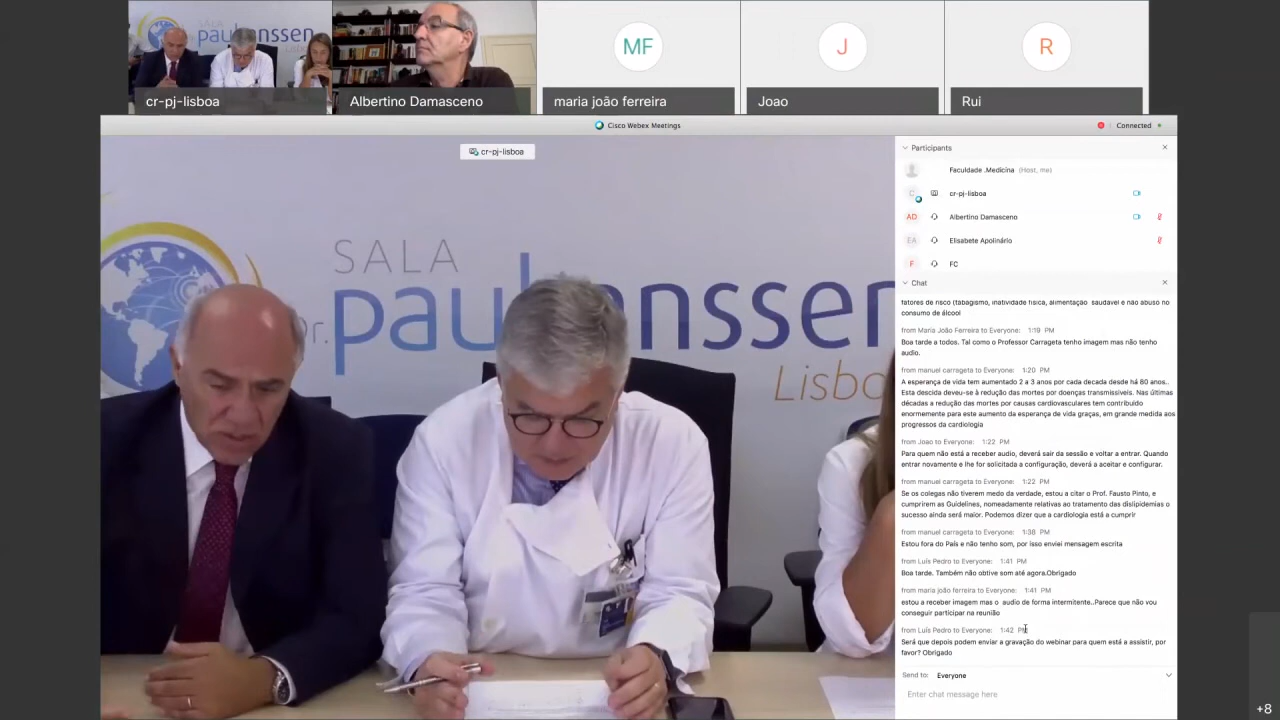 SALA
pauljanssen
Lisboa
cr-pj-lisboa
Albertino Damasceno
MF
maria joão ferreira
J
Joao
R
Rui
Cisco Webex Meetings
Connected
cr-pj-lisboa
SALA
Dr.
paul janssen
Lisboa
Participants
Faculdade .Medicina (Host, me)
C
cr-pj-lisboa
AD
Albertino Damasceno
EA
Elisabete Apolinário
F
FC
Chat
fatores de risco (tabagismo, inatividade física, alimentação saudavel e não abuso no
consumo de álcool
from Maria João Ferreira to Everyone: 1:19 PM
Boa tarde a todos. Tal como o Professor Carrageta tenho imagem mas não tenho
audio.
from manuel carrageta to Everyone: 1:20 PM
A esperança de vida tem aumentado 2 a 3 anos por cada decada desde há 80 anos..
Esta descida deveu-se à redução das mortes por doenças transmissíveis. Nas últimas
décadas a redução das mortes por causas cardiovasculares tem contribuído
enormemente para este aumento da esperança de vida graças, em grande medida aos
progressos da cardiologia
from Joao to Everyone: 1:22 PM
Para quem não está a receber audio, deverá sair da sessão e voltar a entrar. Quando
entrar novamente e lhe for solicitada a configuração, deverá a aceitar e configurar.
from manuel carrageta to Everyone: 1:22 PM
Se os colegas não tiverem medo da verdade, estou a citar o Prof. Fausto Pinto, e
cumprirem as Guidelines, nomeadamente relativas ao tratamento das dislipidemias o
sucesso ainda será maior. Podemos dizer que a cardiologia está a cumprir
from manuel carrageta to Everyone: 1:38 PM
Estou fora do País e não tenho som, por isso enviei mensagem escrita
from Luís Pedro to Everyone: 1:41 PM
Boa tarde. Também não obtive som até agora.Obrigado
from maria joão ferreira to Everyone: 1:41 PM
estou a receber imagem mas o audio de forma intermitente..Parece que não vou
conseguir participar na reunião
from Luís Pedro to Everyone: 1:42 PM
Será que depois podem enviar a gravação do webinar para quem está a assistir, por
favor? Obrigado
Send to: Everyone
Enter chat message here
+8